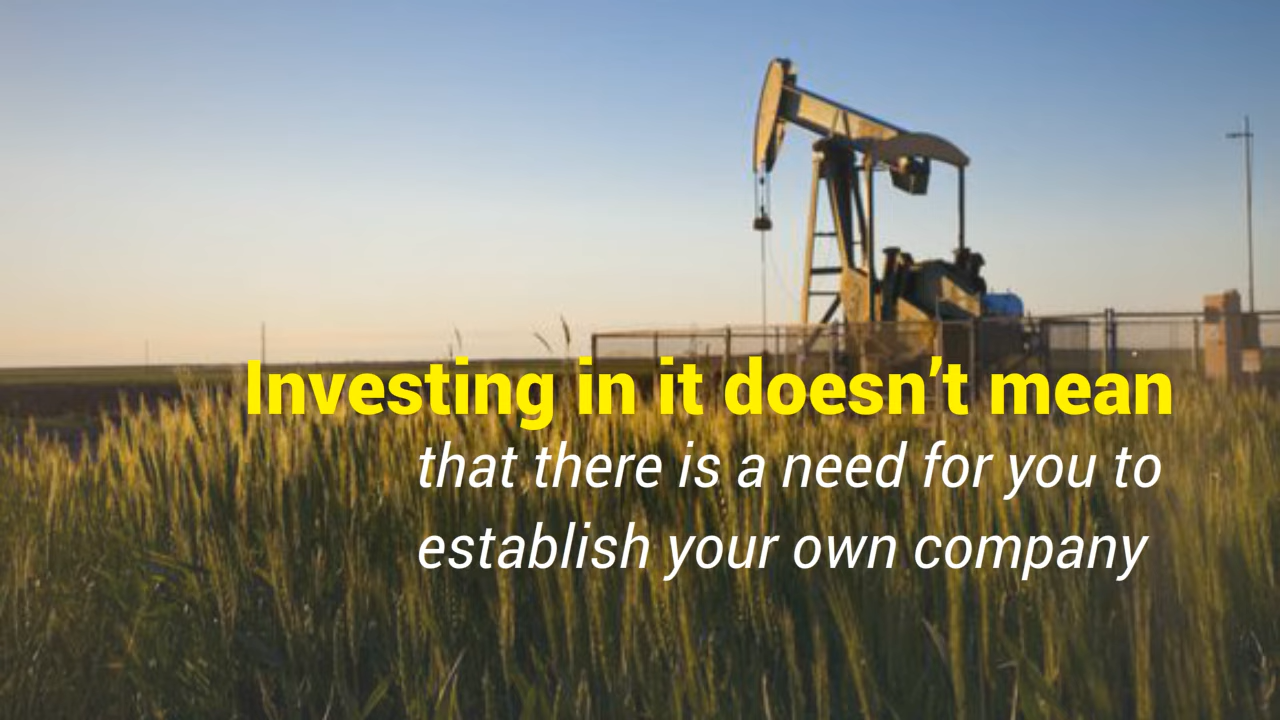 Investing in it doesn’t mean
that there is a need for you to
establish your own company